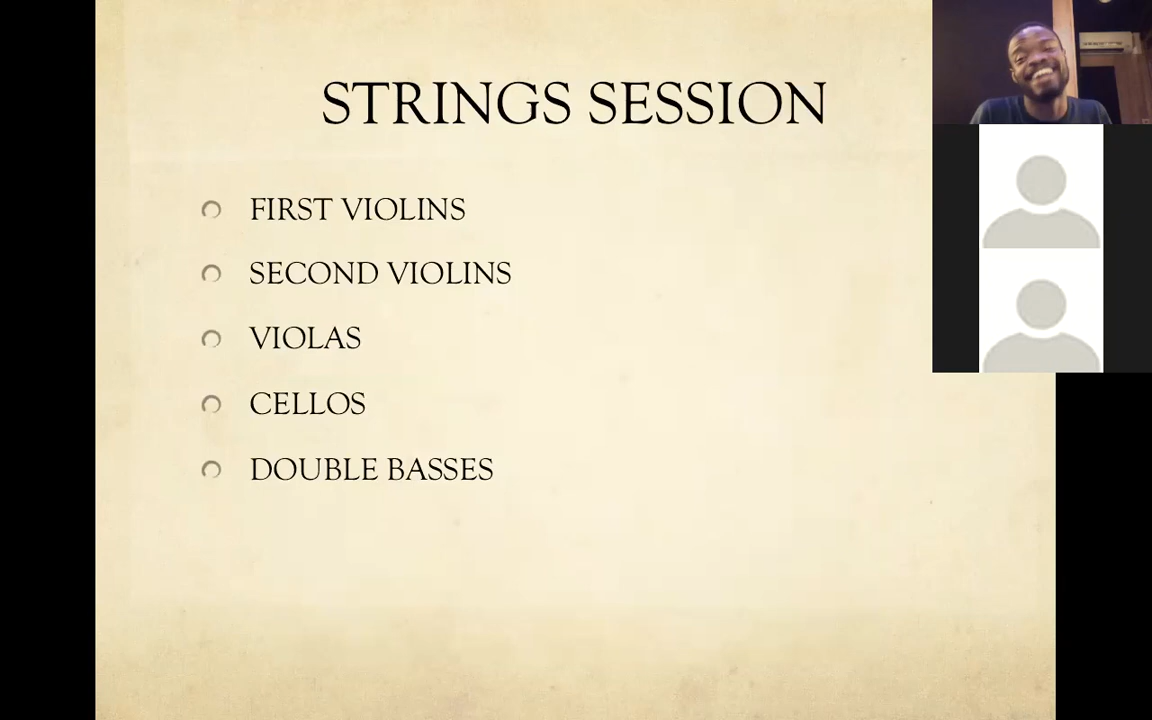 STRINGS SESSION
FIRST VIOLINS
SECOND VIOLINS
VIOLAS
CELLOS
DOUBLE BASSES